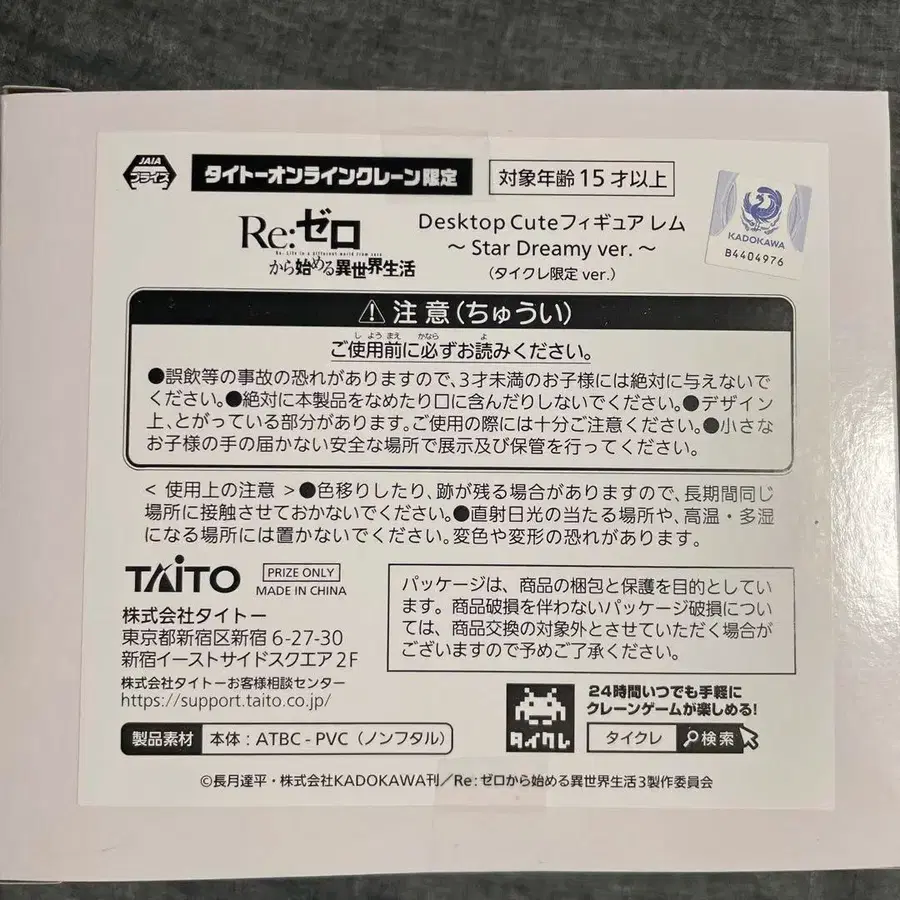 JAIA
プライズ
タイトーオンラインクレーン限定
対象年齢 15 才以上
Re:ゼロ
Re: Life in a different world from zero
から始める異世界生活
Desktop Cuteフィギュア レム
～ Star Dreamy ver. ～
(タイクレ限定 ver.)
KADOKAWA
B4404976
⚠ 注意(ちゅうい)
しようまえ かなら よ
ご使用前に必ずお読みください。
●誤飲等の事故の恐れがありますので、3才未満のお子様には絶対に与えないで
ください。●絶対に本製品をなめたり口に含んだりしないでください。●デザイン
上、とがっている部分があります。ご使用の際には十分ご注意ください。●小さな
お子様の手の届かない安全な場所で展示及び保管を行ってください。
< 使用上の注意 >●色移りしたり、跡が残る場合がありますので、長期間同じ
場所に接触させておかないでください。●直射日光の当たる場所や、高温・多湿
になる場所には置かないでください。変色や変形の恐れがあります。
TAITO
PRIZE ONLY
MADE IN CHINA
株式会社タイトー
東京都新宿区新宿 6-27-30
新宿イーストサイドスクエア 2F
株式会社タイトーお客様相談センター
https://support.taito.co.jp/
パッケージは、商品の梱包と保護を目的としてい
ます。商品破損を伴わないパッケージ破損につい
ては、商品交換の対象外とさせていただく場合が
ございますので予めご了承ください。
タイクレ
24時間いつでも手軽に
クレーンゲームが楽しめる!
タイクレ 検索
製品素材 本体：ATBC - PVC（ノンフタル）
©長月達平・株式会社KADOKAWA刊／Re：ゼロから始める異世界生活3製作委員会